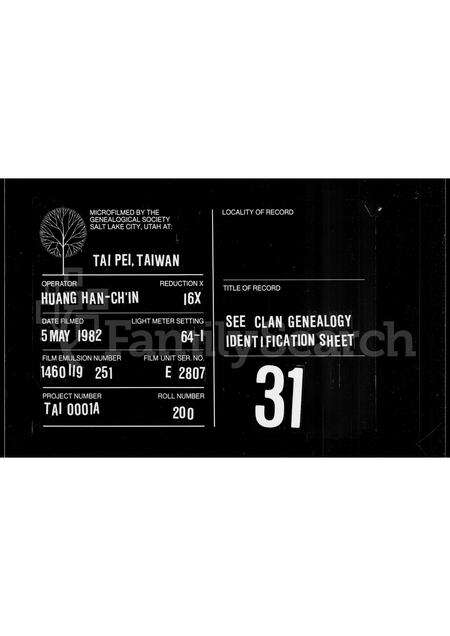 MICROFILMED BY THE
GENEALOGICAL SOCIETY
SALT LAKE CITY, UTAH AT:
TAI PEI, TAIWAN
OPERATOR REDUCTION X
HUANG HAN-CH'IN 16X
DATE FILMED LIGHT METER SETTING
5 MAY 1982 64-1
FILM EMULSION NUMBER FILM UNIT SER. NO.
1460 119 251 E 2807
PROJECT NUMBER ROLL NUMBER
TAI 0001A 200
LOCALITY OF RECORD
TITLE OF RECORD
SEE CLAN GENEALOGY
IDENTIFICATION SHEET
31
FamilySearch